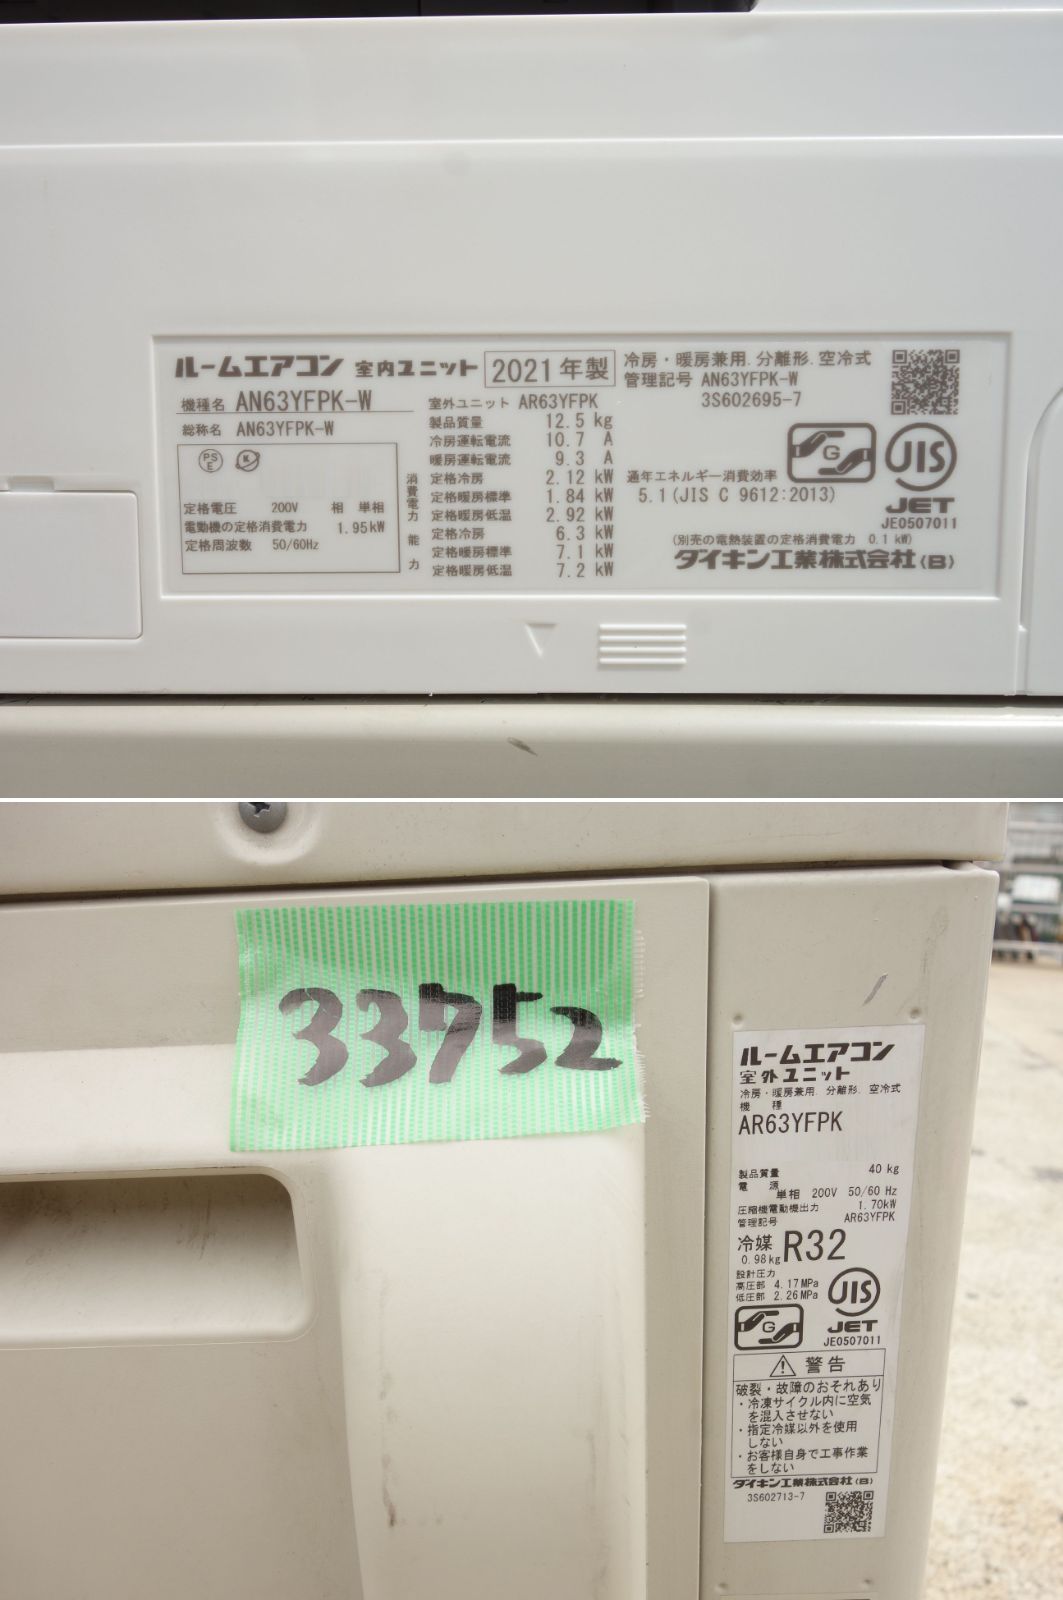 ルームエアコン 室内ユニット 2021年製
機種名 AN63YFPK-W
総称名 AN63YFPK-W
PS E
K
定格電圧 200V 相 単相
電動機の定格消費電力 1.95kW
定格周波数 50/60Hz
室外ユニット AR63YFPK
製品質量 12.5 kg
冷房運転電流 10.7 A
暖房運転電流 9.3 A
消費電力
定格冷房 2.12 kW
定格暖房標準 1.84 kW
定格暖房低温 2.92 kW
能力
定格冷房 6.3 kW
定格暖房標準 7.1 kW
定格暖房低温 7.2 kW
冷房・暖房兼用.分離形.空冷式
管理記号 AN63YFPK-W
3S602695-7
G
JIS
JET
JE0507011
通年エネルギー消費効率
5.1(JIS C 9612:2013)
(別売の電熱装置の定格消費電力 0.1 kW)
ダイキン工業株式会社(B)
33752
ルームエアコン
室外ユニット
冷房・暖房兼用. 分離形. 空冷式
機 種
AR63YFPK
製品質量 40 kg
電 源
単相 200V 50/60 Hz
圧縮機電動機出力 1.70kW
管理記号 AR63YFPK
冷媒 R32
0.98kg
設計圧力
高圧部 4.17MPa
低圧部 2.26MPa
JIS
G
JET
JE0507011
警告
破裂・故障のおそれあり
・冷凍サイクル内に空気
を混入させない
・指定冷媒以外を使用
しない
・お客様自身で工事作業
をしない
ダイキン工業株式会社(B)
3S602713-7